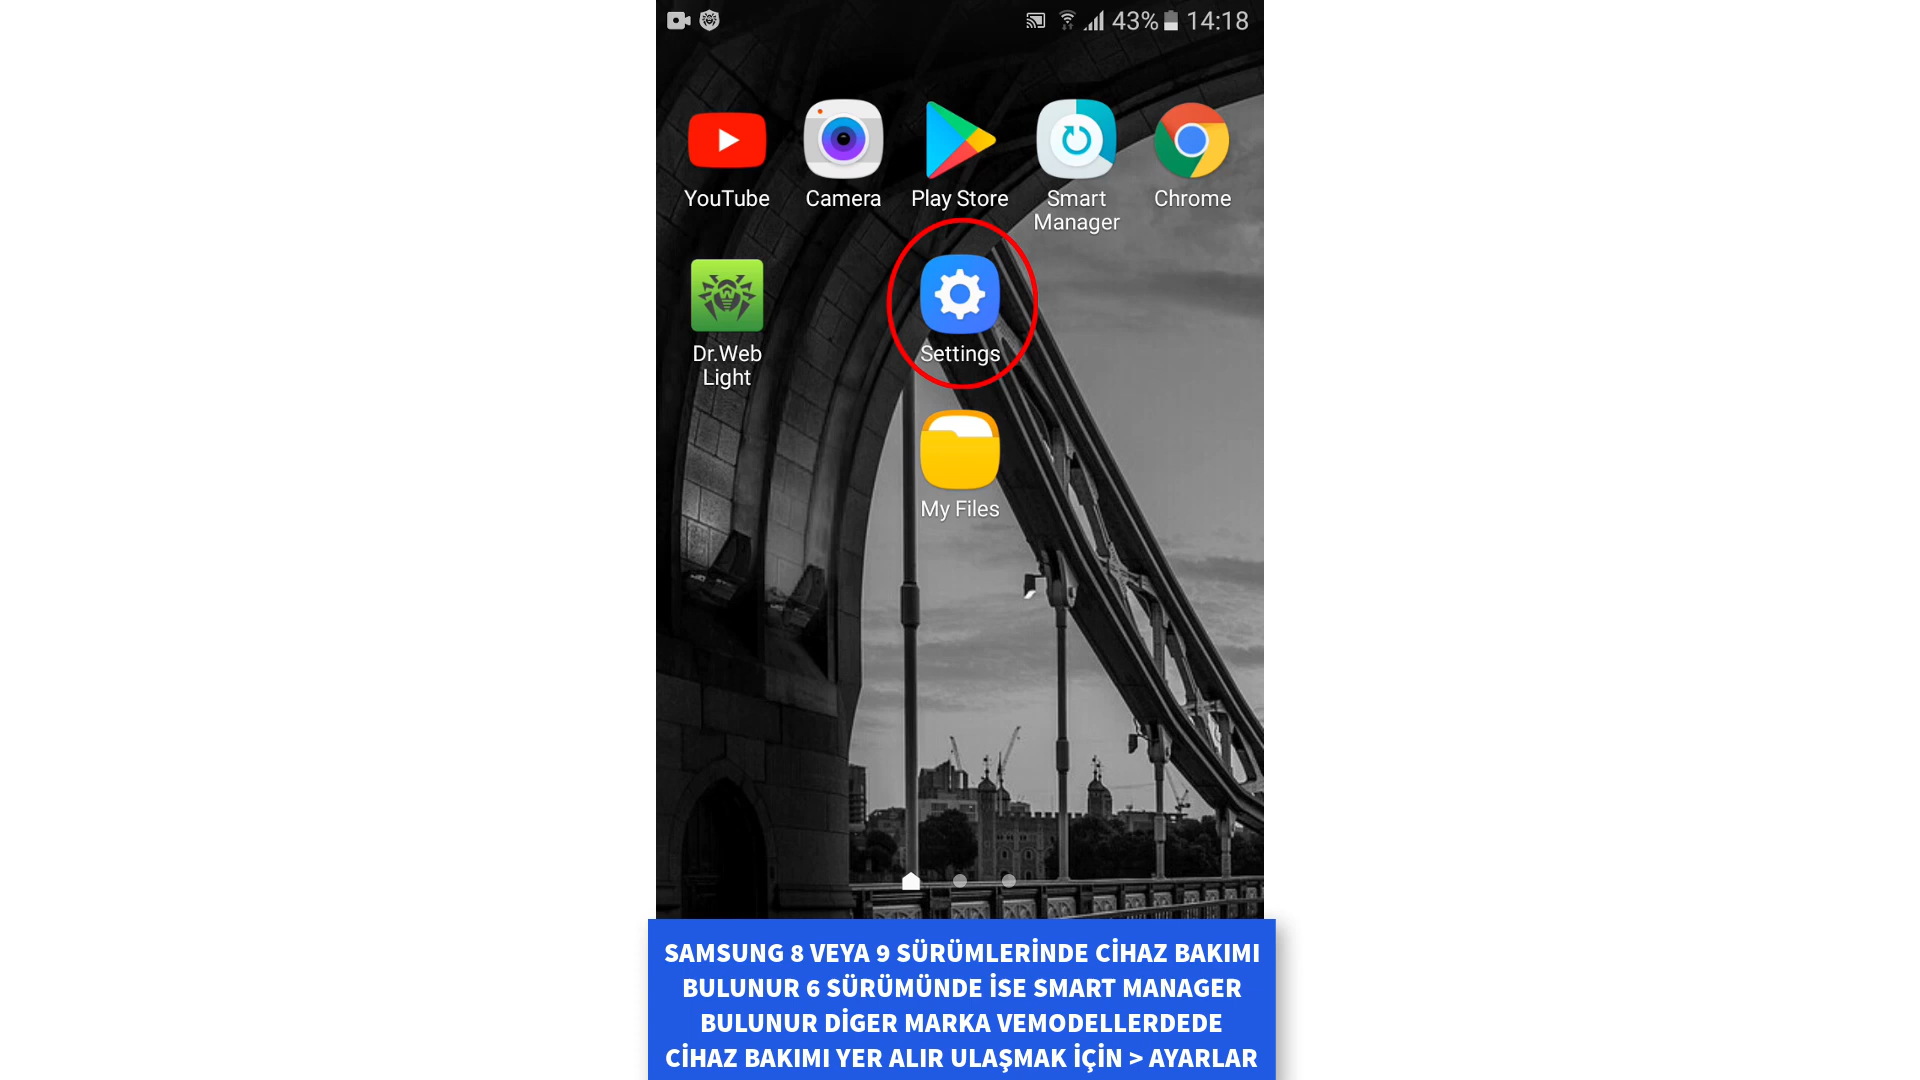 43% 14:18
YouTube Camera Play Store Smart Manager Chrome
Dr.Web Light Settings
My Files
SAMSUNG 8 VEYA 9 SÜRÜMLERİNDE CİHAZ BAKIMI
BULUNUR 6 SÜRÜMÜNDE İSE SMART MANAGER
BULUNUR DİGER MARKA VEMODELLERDEDE
CİHAZ BAKIMI YER ALIR ULAŞMAK İÇİN > AYARLAR